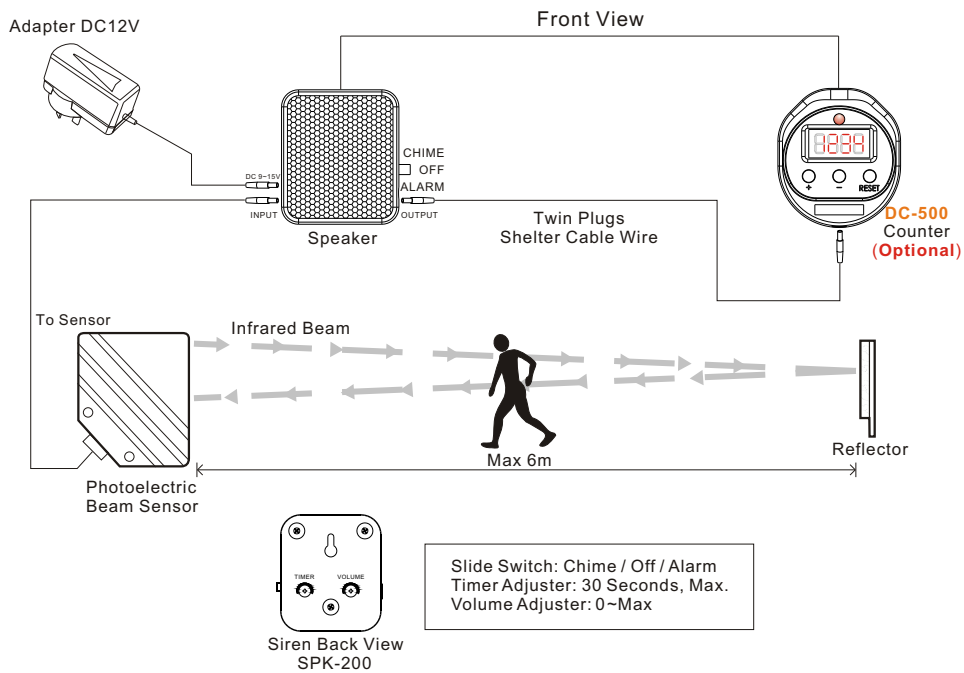 Front View
Adapter DC12V
CHIME
OFF
ALARM
DC 9~15V
INPUT
OUTPUT
Speaker
1234
+
−
RESET
Twin Plugs
Shelter Cable Wire
DC-500
Counter
(Optional)
To Sensor
Infrared Beam
Max 6m
Reflector
Photoelectric
Beam Sensor
TIMER
VOLUME
Siren Back View
SPK-200
Slide Switch: Chime / Off / Alarm
Timer Adjuster: 30 Seconds, Max.
Volume Adjuster: 0~Max